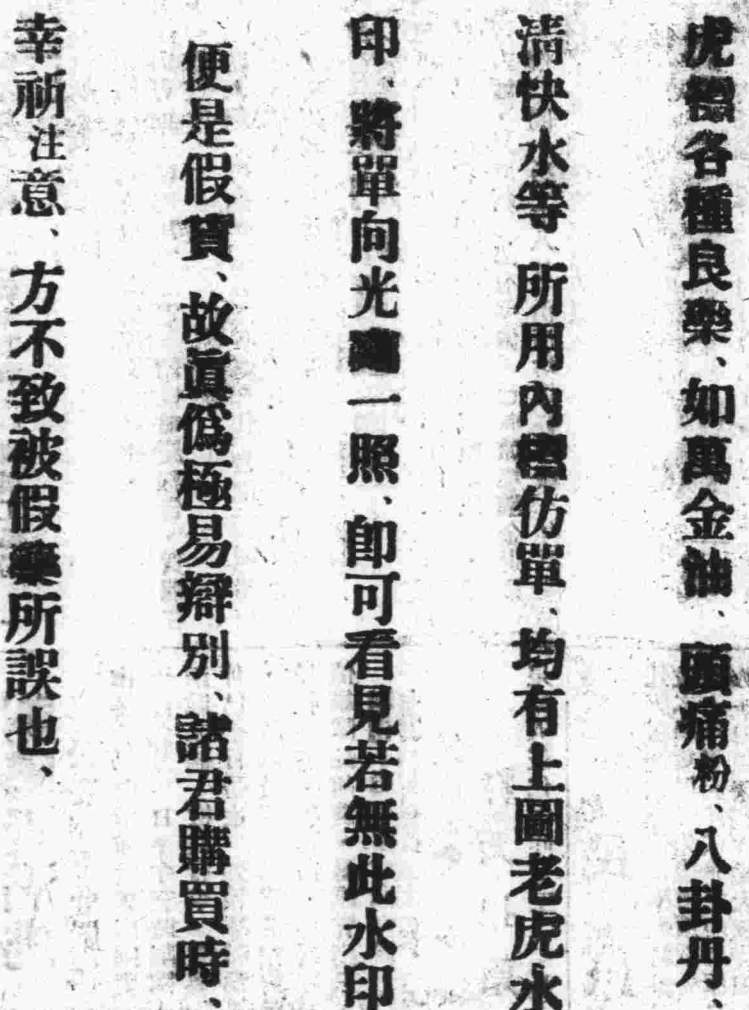 虎標各種良藥、如萬金油、頭痛粉、八卦丹、
清快水等、所用內標仿單、均有上圖老虎水
印、將單向光處一照、卽可看見若無此水印
便是假貨、故眞僞極易辯別、諸君購買時、
幸祈注意、方不致被假藥所誤也、